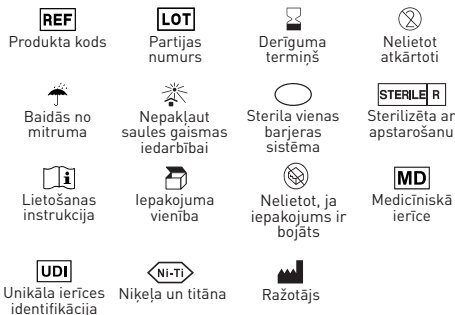 REF
Produkta kods
LOT
Partijas
numurs
Derīguma
termiņš
2
Nelietot
atkārtoti
Baidās no
mitruma
Nepakļaut
saules gaismas
iedarbībai
Sterila vienas
barjeras
sistēma
STERILE R
Sterilizēta ar
apstarošanu
i
Lietošanas
instrukcija
Iepakojuma
vienība
Nelietot, ja
iepakojums ir
bojāts
MD
Medicīniskā
ierīce
UDI
Unikāla ierīces
identifikācija
Ni-Ti
Niķeļa un titāna
Ražotājs